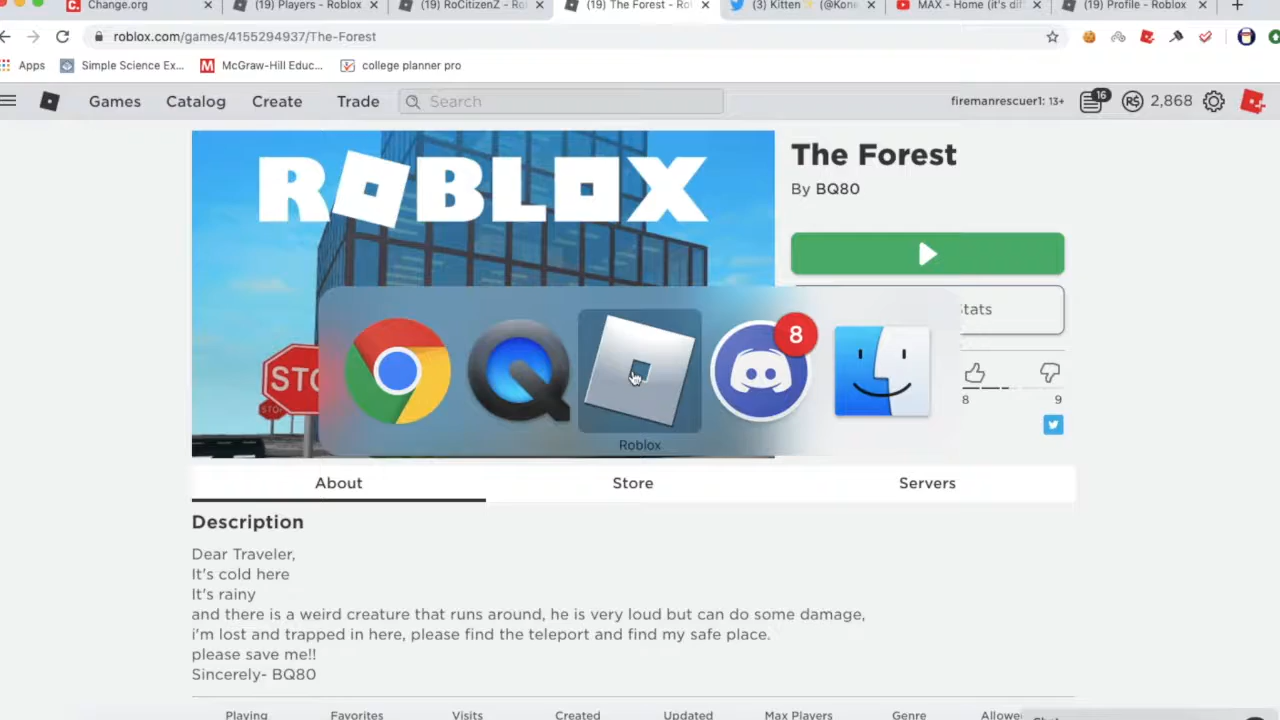 Change.org
(19) Players - Roblox
(19) RoCitizenZ - Ro
(19) The Forest - Ro
(3) Kitten
(@Kone
MAX - Home (it's dif
(19) Profile - Roblox
roblox.com/games/4155294937/The-Forest
Apps
Simple Science Ex...
McGraw-Hill Educ...
college planner pro
Games
Catalog
Create
Trade
Search
firemanrescuer1: 13+
16
2,868
ROBLOX
The Forest
By BQ80
8
STO
STOP
Roblox
8
9
About
Store
Servers
Description
Dear Traveler,
It's cold here
It's rainy
and there is a weird creature that runs around, he is very loud but can do some damage,
i'm lost and trapped in here, please find the teleport and find my safe place.
please save me!!
Sincerely- BQ80
Playing
Favorites
Visits
Created
Updated
Max Players
Genre